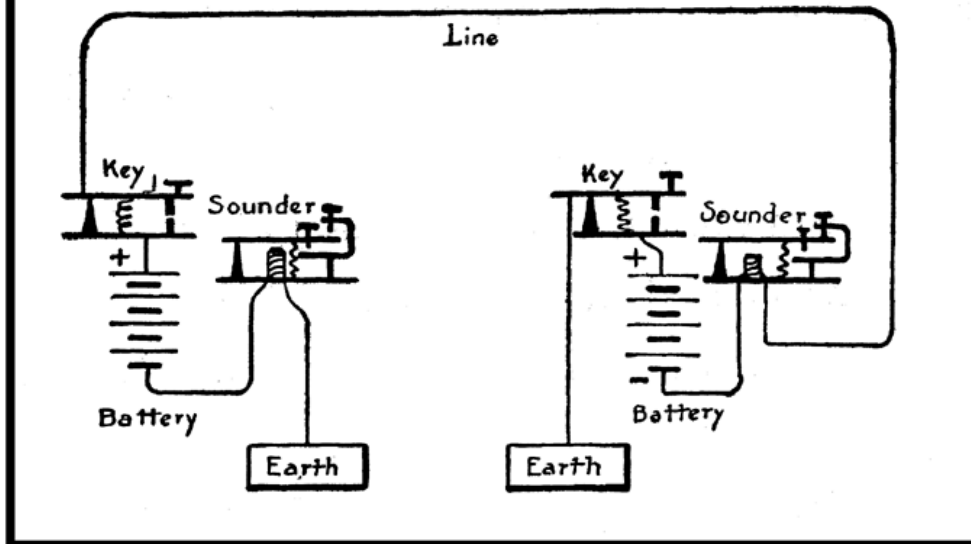 Line
Key
Sounder
+
Battery
Earth
Key
Sounder
+
-
Battery
Earth